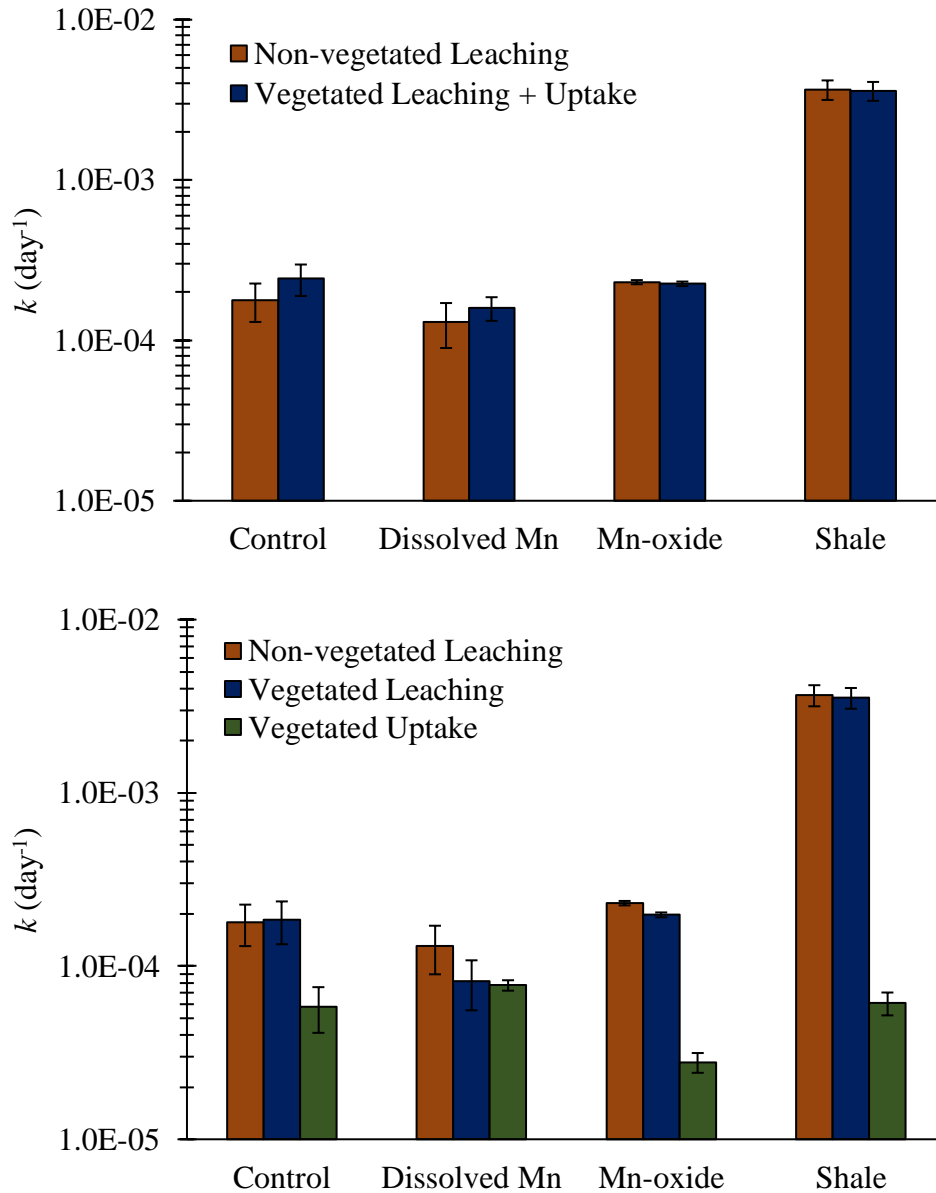 1.0E-02
Non-vegetated Leaching
Vegetated Leaching + Uptake
1.0E-03
k (day-1)
1.0E-04
1.0E-05
Control Dissolved Mn Mn-oxide Shale
1.0E-02
Non-vegetated Leaching
Vegetated Leaching
Vegetated Uptake
1.0E-03
k (day-1)
1.0E-04
1.0E-05
Control Dissolved Mn Mn-oxide Shale